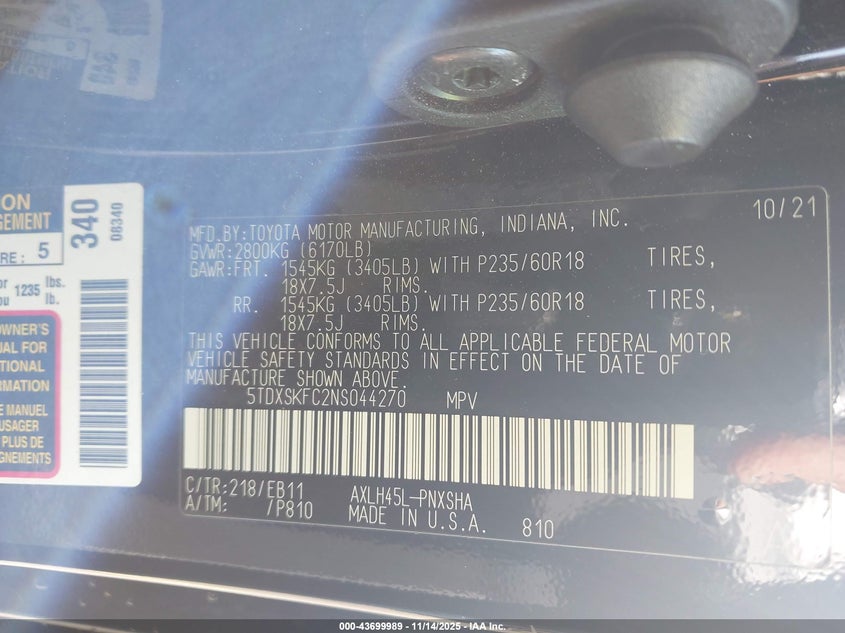 ION
GEMENT
RE: 5
or 1235 lbs.
ou lb.
OWNER'S
UAL FOR
TIONAL
ORMATION
E MANUEL
USAGER
PLUS DE
GNEMENTS
340
08340
MFD.BY:TOYOTA MOTOR MANUFACTURING, INDIANA, INC. 10/21
GVWR:2800KG (6170LB)
GAWR:FRT. 1545KG (3405LB) WITH P235/60R18 TIRES,
18X7.5J RIMS.
RR. 1545KG (3405LB) WITH P235/60R18 TIRES,
18X7.5J RIMS.
THIS VEHICLE CONFORMS TO ALL APPLICABLE FEDERAL MOTOR
VEHICLE SAFETY STANDARDS IN EFFECT ON THE DATE OF
MANUFACTURE SHOWN ABOVE.
5TDXSKFC2NS044270 MPV
C/TR:218/EB11 AXLH45L-PNXSHA
A/TM: /P810 MADE IN U.S.A. 810
000-43699989 - 11/14/2025 - IAA Inc.